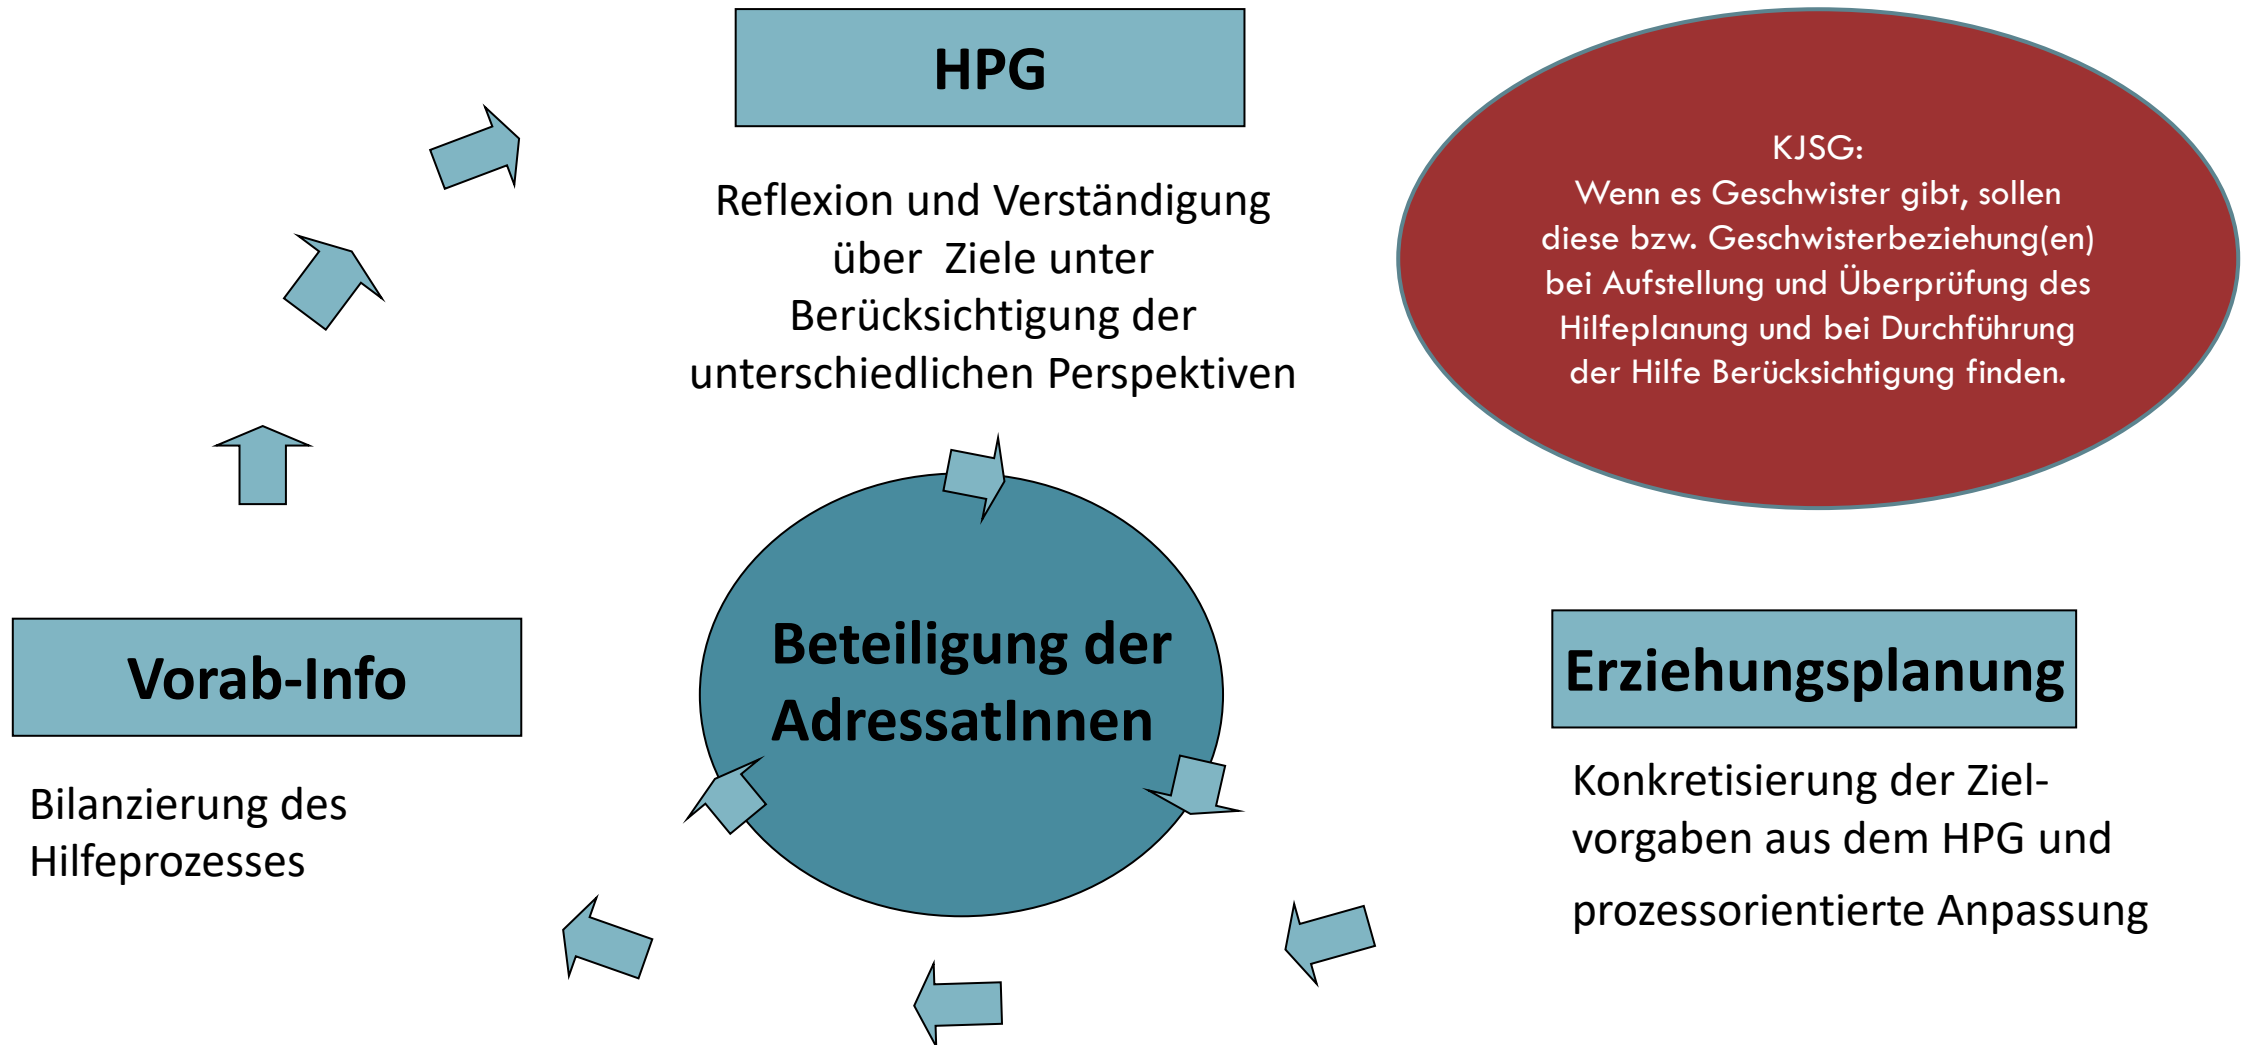 HPG
Reflexion und Verständigung
über  Ziele unter
Berücksichtigung der
unterschiedlichen Perspektiven
KJSG:
Wenn es Geschwister gibt, sollen
diese bzw. Geschwisterbeziehung(en)
bei Aufstellung und Überprüfung des
Hilfeplanung und bei Durchführung
der Hilfe Berücksichtigung finden.
Vorab-Info
Bilanzierung des
Hilfeprozesses
Beteiligung der
AdressatInnen
Erziehungsplanung
Konkretisierung der Ziel-
vorgaben aus dem HPG und
prozessorientierte Anpassung